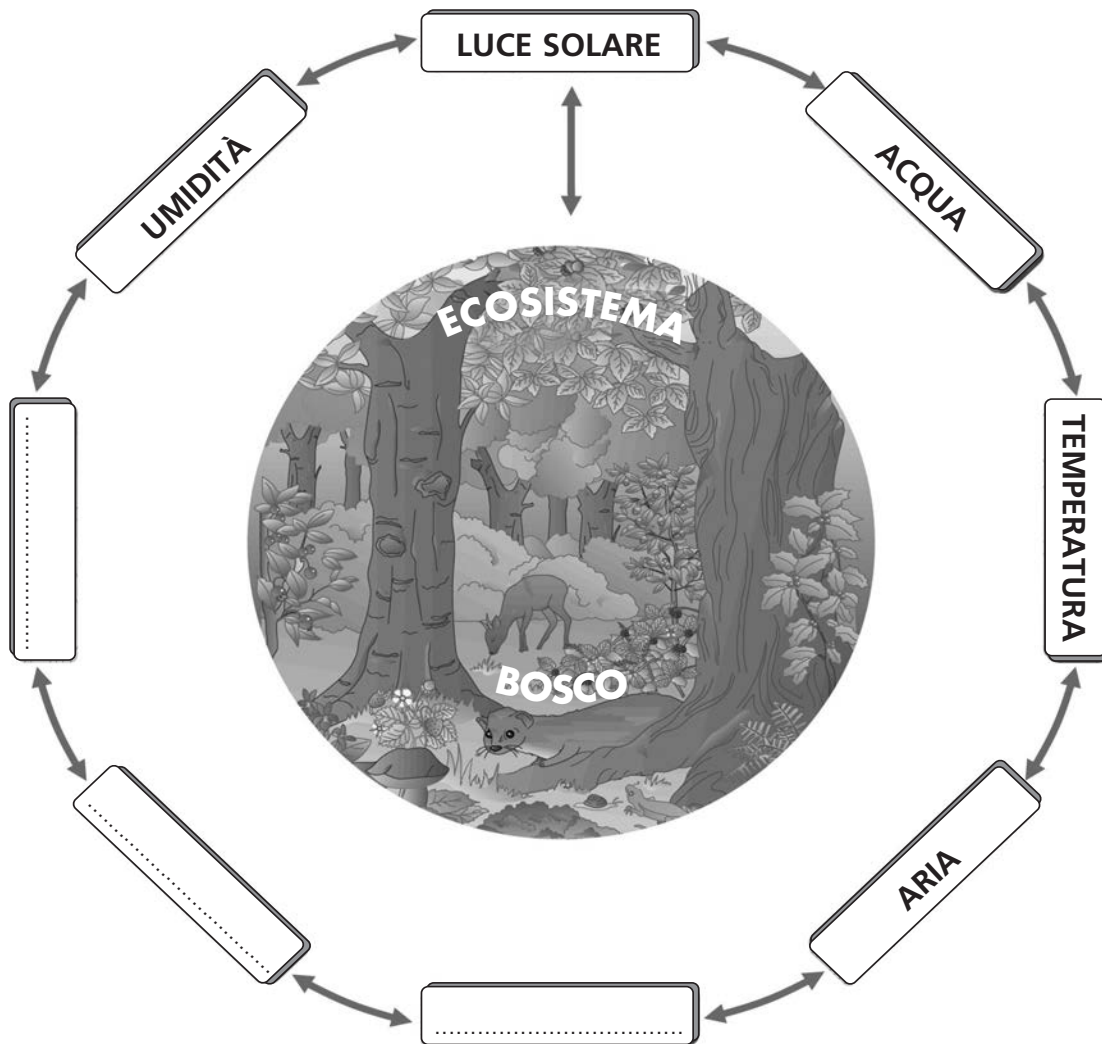 LUCE SOLARE
UMIDITÀ
ACQUA
ECOSISTEMA
TEMPERATURA
BOSCO
ARIA